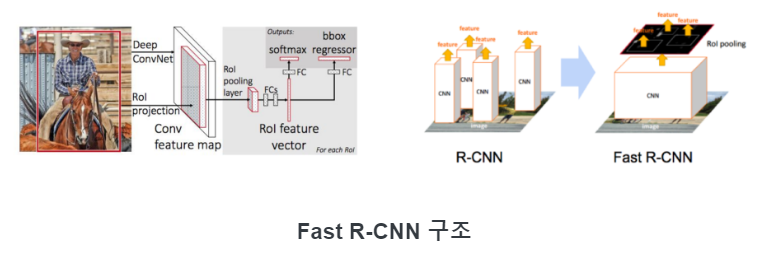 Deep
ConvNet
RoI
projection
Conv
feature map
RoI
pooling
layer
FCs
RoI feature
vector
Outputs:
softmax
bbox
regressor
FC
FC
For each RoI
feature
feature
feature
feature
CNN
CNN
CNN
CNN
image
R-CNN
feature
feature
feature
RoI pooling
CNN
image
Fast R-CNN
Fast R-CNN 구조